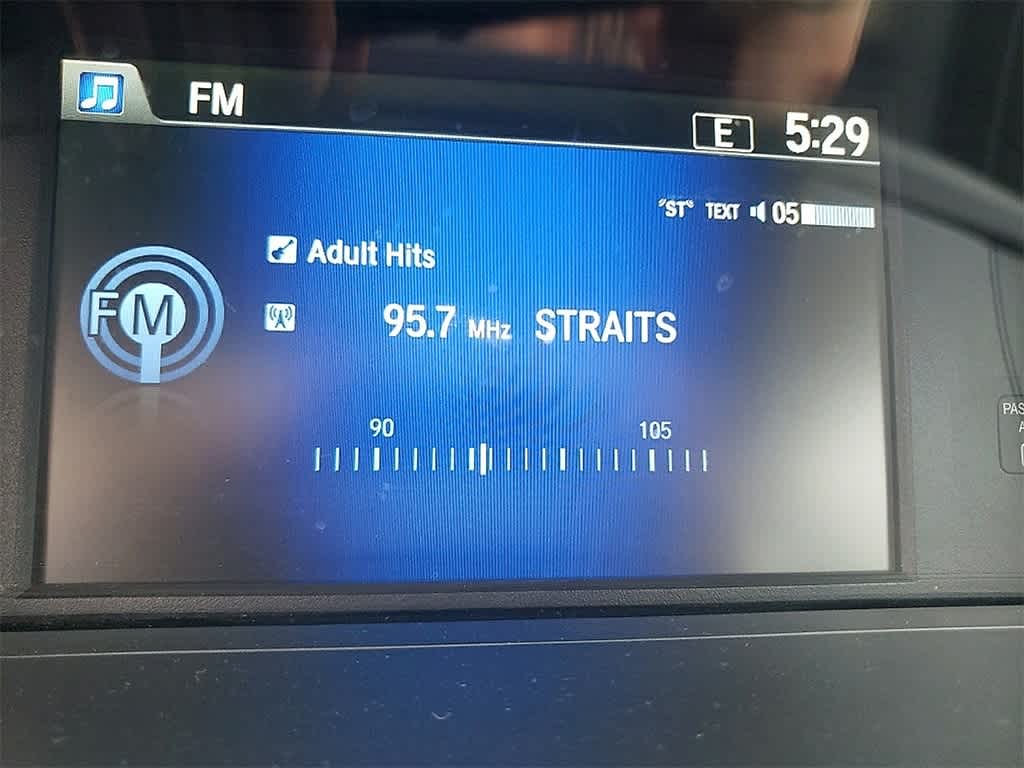 FM
E 5:29
"ST" TEXT 05
Adult Hits
FM
95.7 MHz STRAITS
90 105
PAS
A